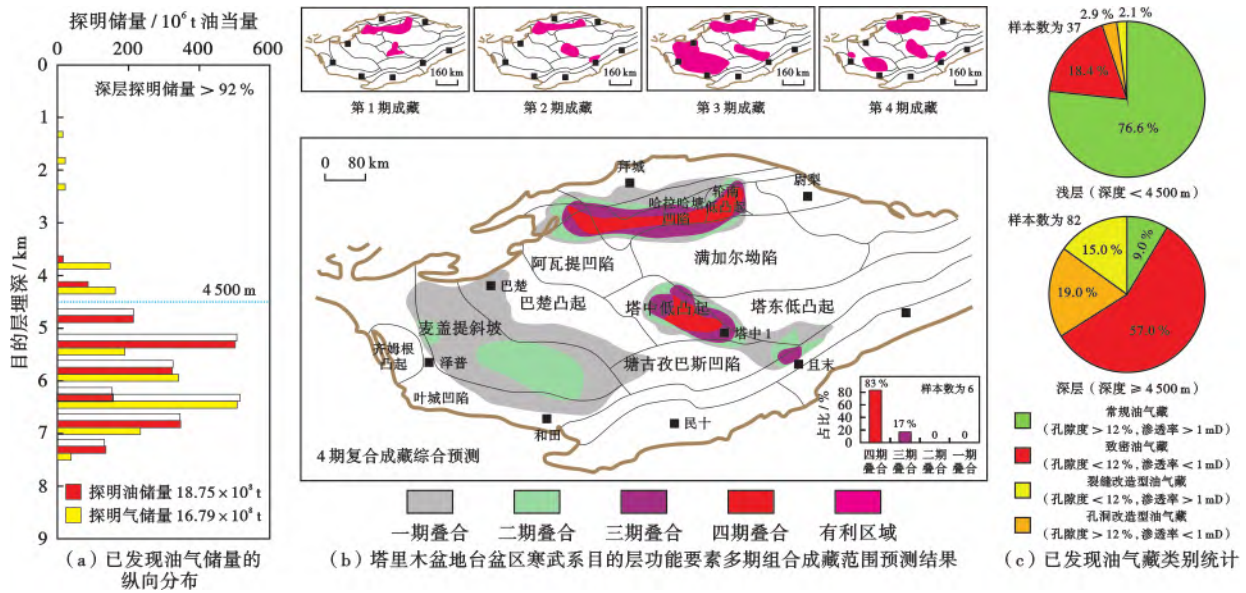 探明储量/10⁶ t 油当量
0 200 400 600
0
深层探明储量＞92%
1
2
3
4
4 500 m
5
6
7
8
9
探明油储量 18.75×10⁸ t
探明气储量 16.79×10⁸ t
目的层埋深/km
（a）已发现油气储量的
纵向分布
（b）
160 km
第1期成藏
160 km
第2期成藏
160 km
第3期成藏
160 km
第4期成藏
0 80 km
拜城
尉犁
轮南
低凸起
哈拉哈塘
凹陷
阿瓦提凹陷
满加尔坳陷
巴楚
巴楚凸起
塔中低凸起
塔东低凸起
麦盖提斜坡
塔中1
齐姆根
凸起
泽普
塘古孜巴斯凹陷
且末
叶城凹陷
和田
民十
4期复合成藏综合预测
样本数为6
占比/%
80
60
40
20
0
83%
17%
0
0
四期
叠合
三期
叠合
二期
叠合
一期
叠合
一期叠合
二期叠合
三期叠合
四期叠合
有利区域
（b）塔里木盆地台盆区寒武系目的层功能要素多期组合成藏范围预测结果
（c）
样本数为37
2.9%
2.1%
18.4%
76.6%
浅层（深度＜4 500 m）
样本数为82
15.0%
9.0%
19.0%
57.0%
深层（深度≥4 500 m）
常规油气藏
（孔隙度＞12%，渗透率＞1 mD）
致密油气藏
（孔隙度＜12%，渗透率＜1 mD）
裂缝改造型油气藏
（孔隙度＜12%，渗透率＞1 mD）
孔洞改造型油气藏
（孔隙度＞12%，渗透率＜1 mD）
（c）已发现油气藏类别统计